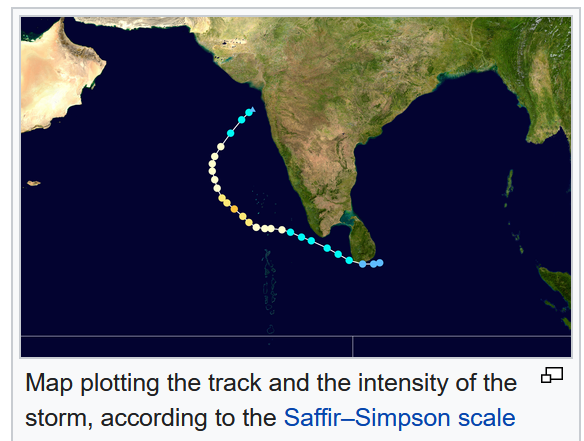 Map plotting the track and the intensity of the
storm, according to the Saffir–Simpson scale